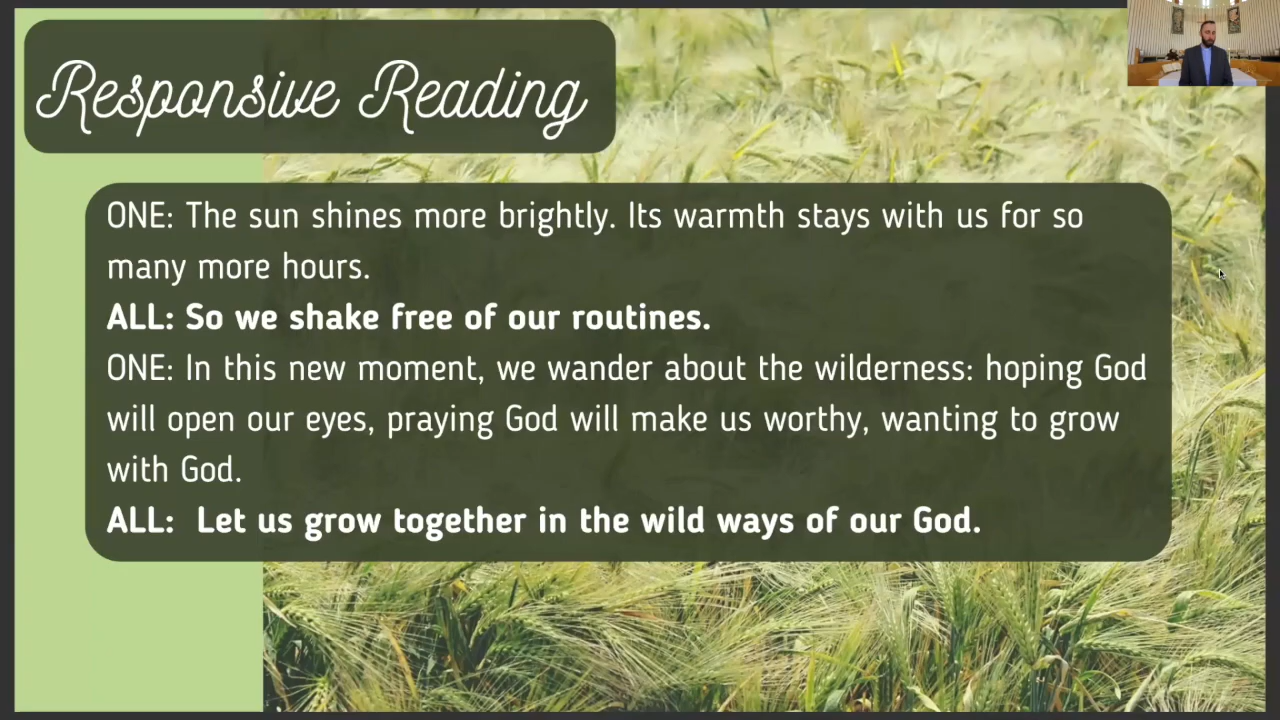 Responsive Reading
ONE: The sun shines more brightly. Its warmth stays with us for so
many more hours.
ALL: So we shake free of our routines.
ONE: In this new moment, we wander about the wilderness: hoping God
will open our eyes, praying God will make us worthy, wanting to grow
with God.
ALL:  Let us grow together in the wild ways of our God.